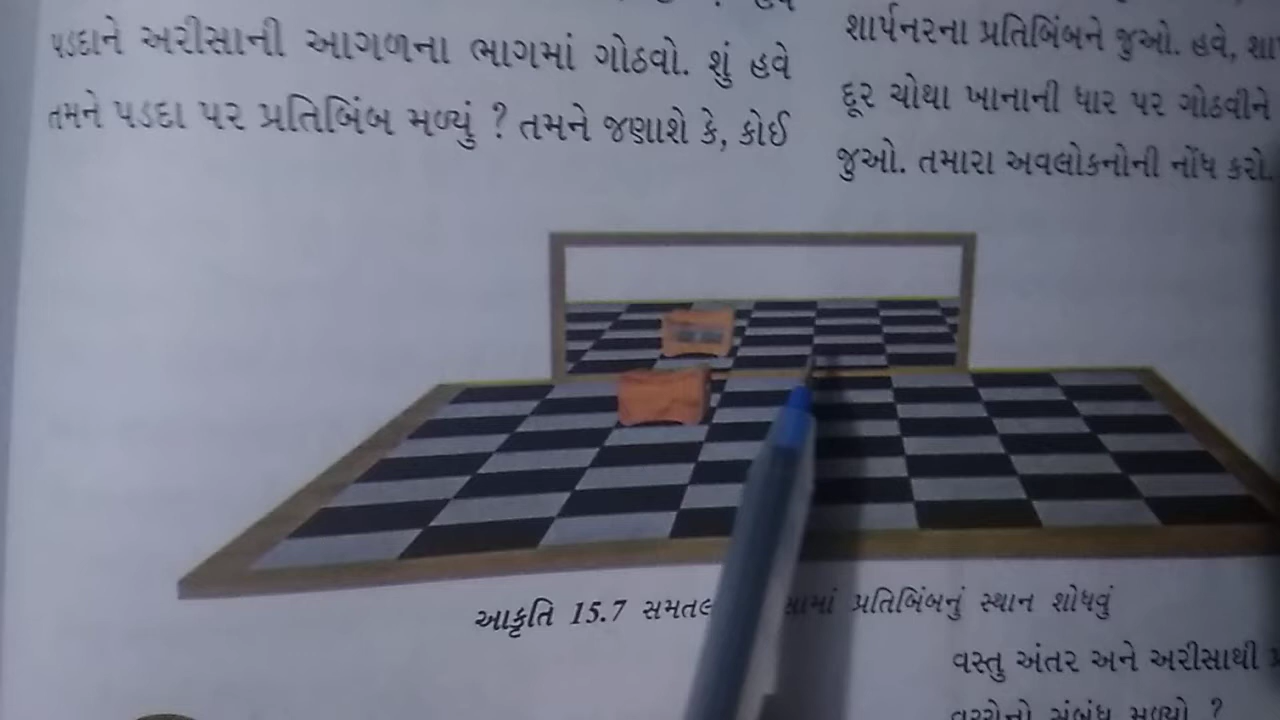 પડદાને અરીસાની આગળના ભાગમાં ગોઠવો. શું હવે
તમને પડદા પર પ્રતિબિંબ મળ્યું ? તમને જણાશે કે, કોઈ
શાર્પનરના પ્રતિબિંબને જુઓ. હવે,
દૂર ચોથા ખાનાની ધાર પર ગોઠવીને
જુઓ. તમારા અવલોકનોની નોંધ કરો.
આકૃતિ 15.7 પ્રતિબિંબનું સ્થાન શોધવું
વસ્તુ અંતર અને અરીસાથી